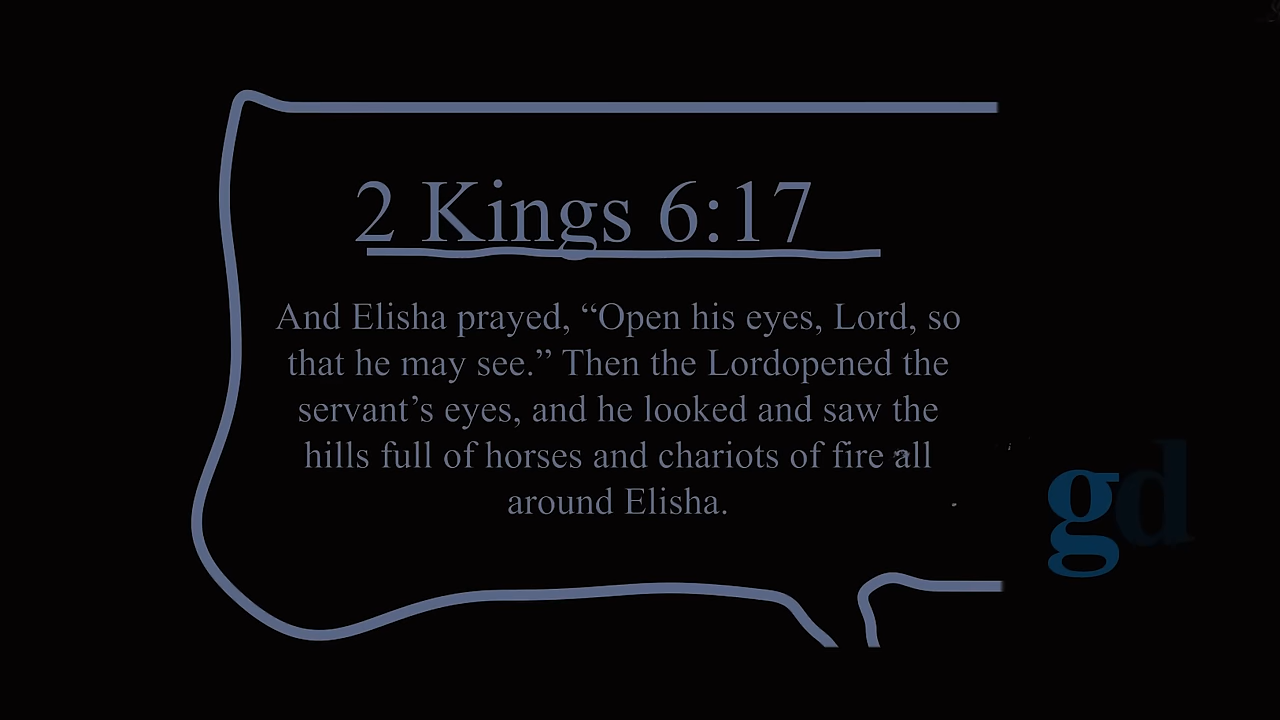 2 Kings 6:17
And Elisha prayed, “Open his eyes, Lord, so
that he may see.” Then the Lordopened the
servant’s eyes, and he looked and saw the
hills full of horses and chariots of fire all
around Elisha.
gd